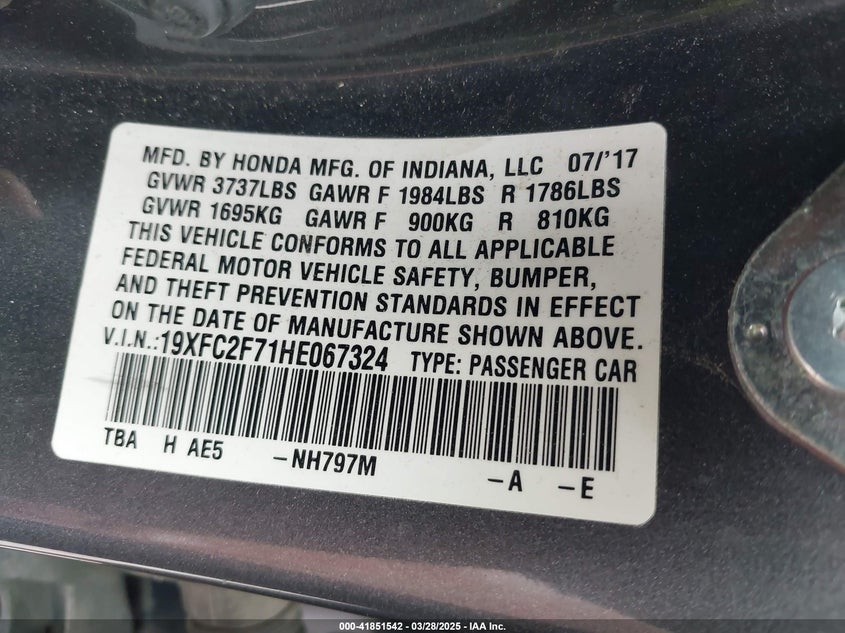 MFD. BY HONDA MFG. OF INDIANA, LLC 07/'17
GVWR 3737LBS GAWR F 1984LBS R 1786LBS
GVWR 1695KG GAWR F 900KG R 810KG
THIS VEHICLE CONFORMS TO ALL APPLICABLE
FEDERAL MOTOR VEHICLE SAFETY, BUMPER,
AND THEFT PREVENTION STANDARDS IN EFFECT
ON THE DATE OF MANUFACTURE SHOWN ABOVE.
V.I.N.:19XFC2F71HE067324 TYPE: PASSENGER CAR
TBA H AE5 -NH797M -A -E
000-41851542 / 03/28/2025 - IAA Inc.